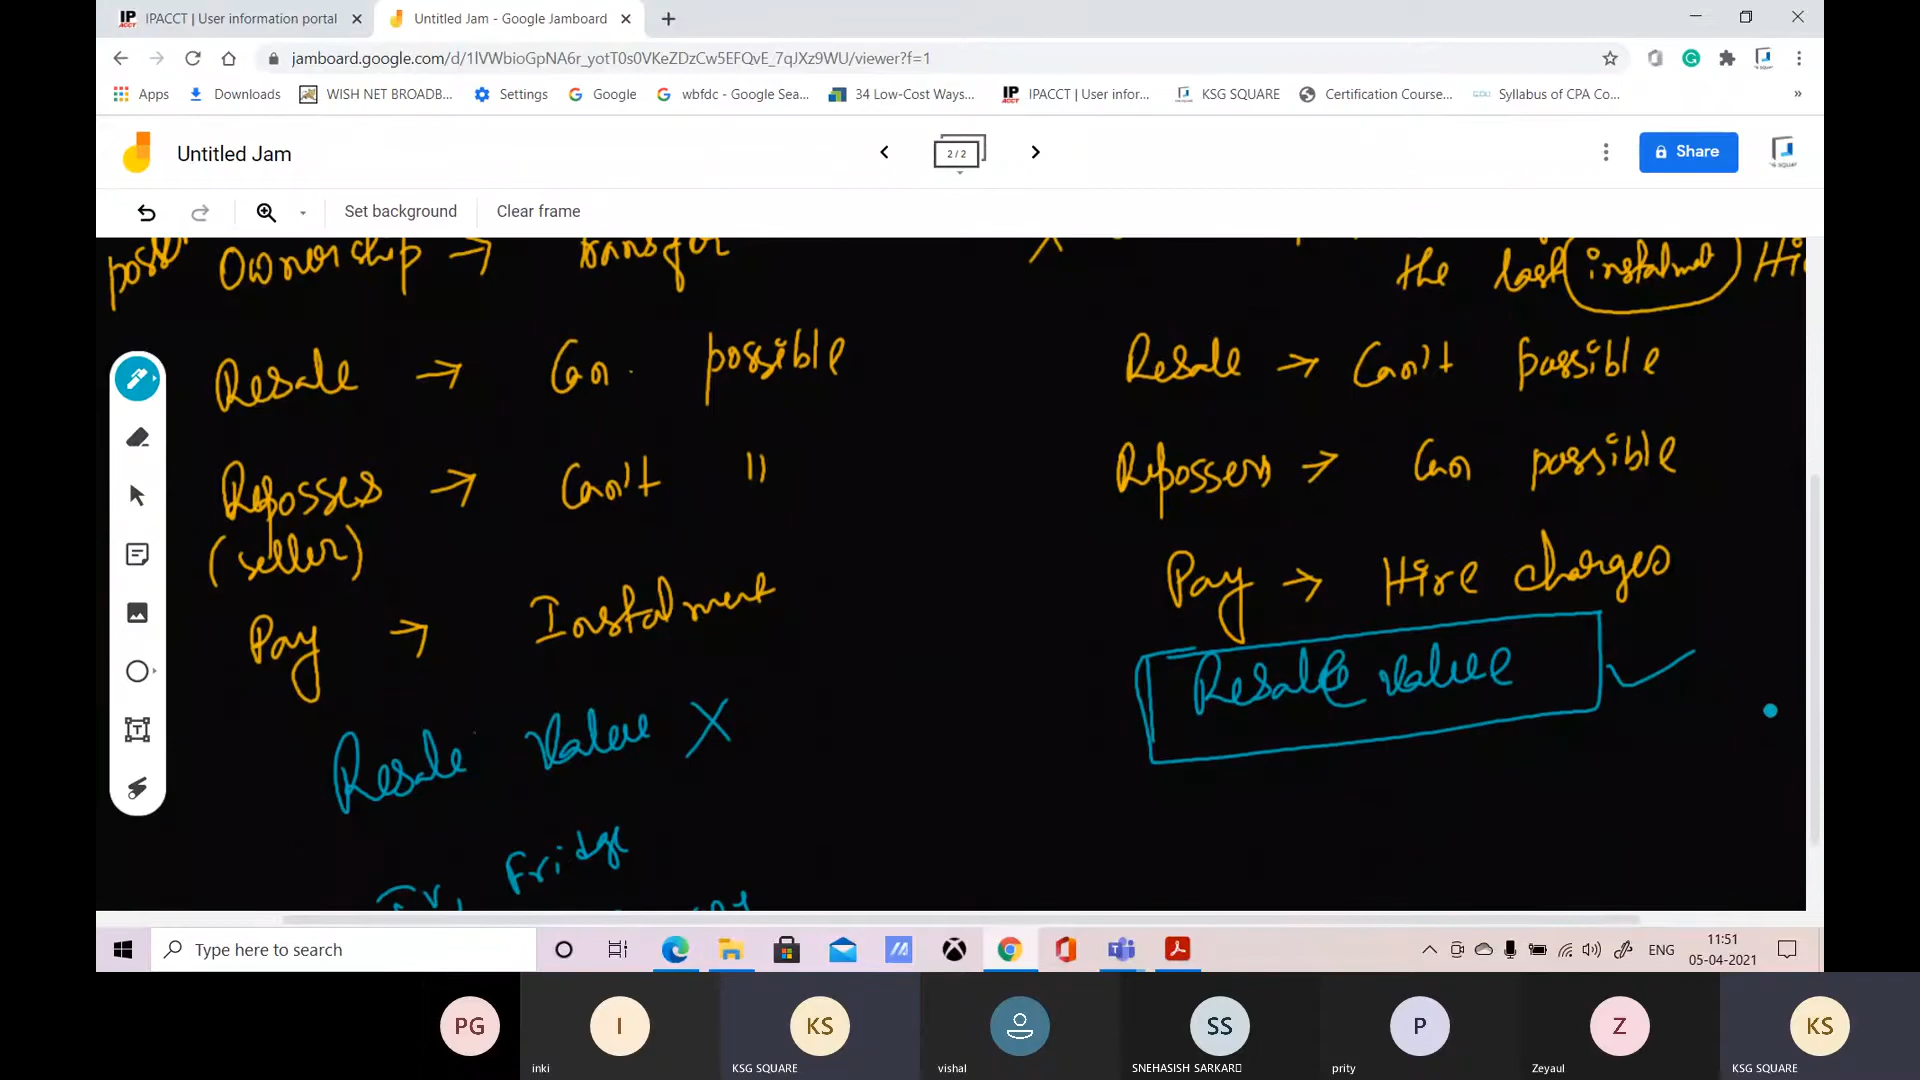 IPACCT | User information portal
Untitled Jam - Google Jamboard
jamboard.google.com/d/1lVWbioGpNA6r_yotT0s0VKeZDzCw5EFQvE_7qJXz9WU/viewer?f=1
Apps Downloads WISH NET BROADB... Settings Google wbfdc - Google Sea... 34 Low-Cost Ways... IPACCT | User infor... KSG SQUARE Certification Course... Syllabus of CPA Co... »
Untitled Jam
2 / 2
Share
Set background Clear frame
Ownership → transfer
X
the last instalment
Resale → Can possible
Reposses → Can't "
(seller)
Pay → Instalment
Resale Value X
Fridge
Resale → Can't possible
Repossess → Can possible
Pay → Hire charges
Resale value ✓
Type here to search
ENG
11:51
05-04-2021
PG I KS SS P Z KS
inki KSG SQUARE vishal SNEHASISH SARKAR prity Zeyaul KSG SQUARE